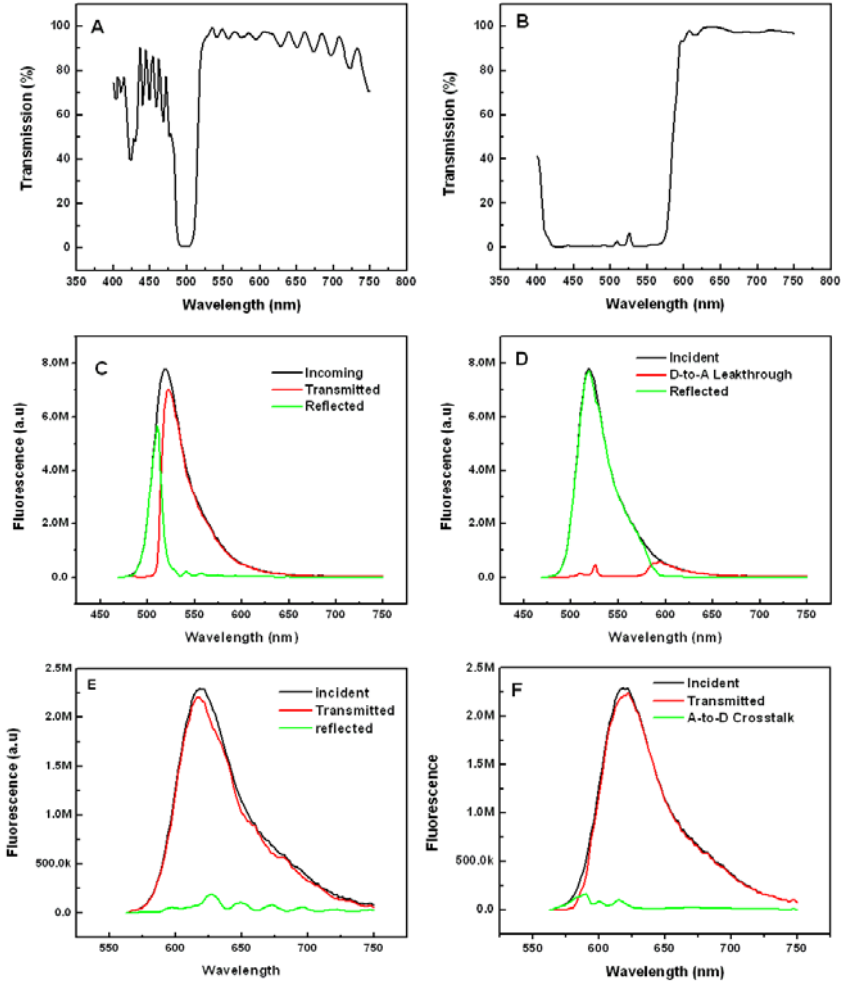 A
Transmission (%)
100
80
60
40
20
0
350 400 450 500 550 600 650 700 750 800
Wavelength (nm)
B
Transmission (%)
100
80
60
40
20
0
350 400 450 500 550 600 650 700 750 800
Wavelength (nm)
C
Incoming
Transmitted
Reflected
Fluorescence (a.u)
8.0M
6.0M
4.0M
2.0M
0.0
450 500 550 600 650 700 750
Wavelength (nm)
D
Incident
D-to-A Leakthrough
Reflected
Fluorescence (a.u)
8.0M
6.0M
4.0M
2.0M
0.0
450 500 550 600 650 700 750
Wavelength (nm)
E
incident
Transmitted
reflected
Fluorescence (a.u)
2.5M
2.0M
1.5M
1.0M
500.0k
0.0
550 600 650 700 750
Wavelength
F
Incident
Transmitted
A-to-D Crosstalk
Fluorescence
2.5M
2.0M
1.5M
1.0M
500.0k
0.0
550 600 650 700 750
Wavelength (nm)